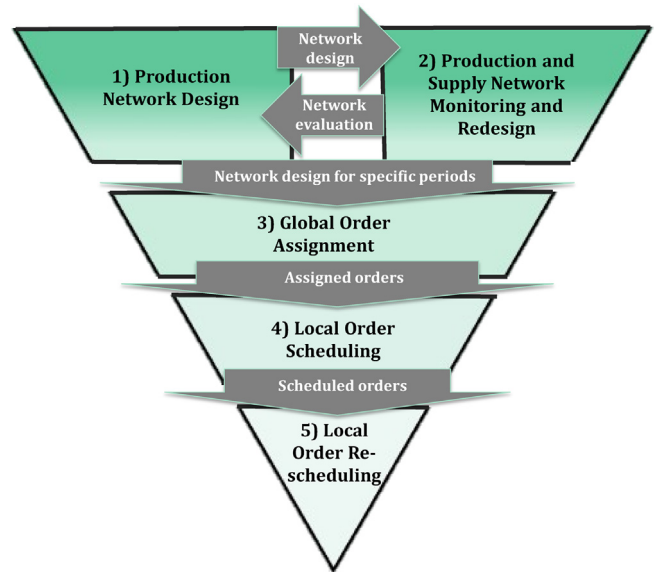 1) Production
Network Design
Network
design
Network
evaluation
2) Production and
Supply Network
Monitoring and
Redesign
Network design for specific periods
3) Global Order
Assignment
Assigned orders
4) Local Order
Scheduling
Scheduled orders
5) Local
Order Re-
scheduling